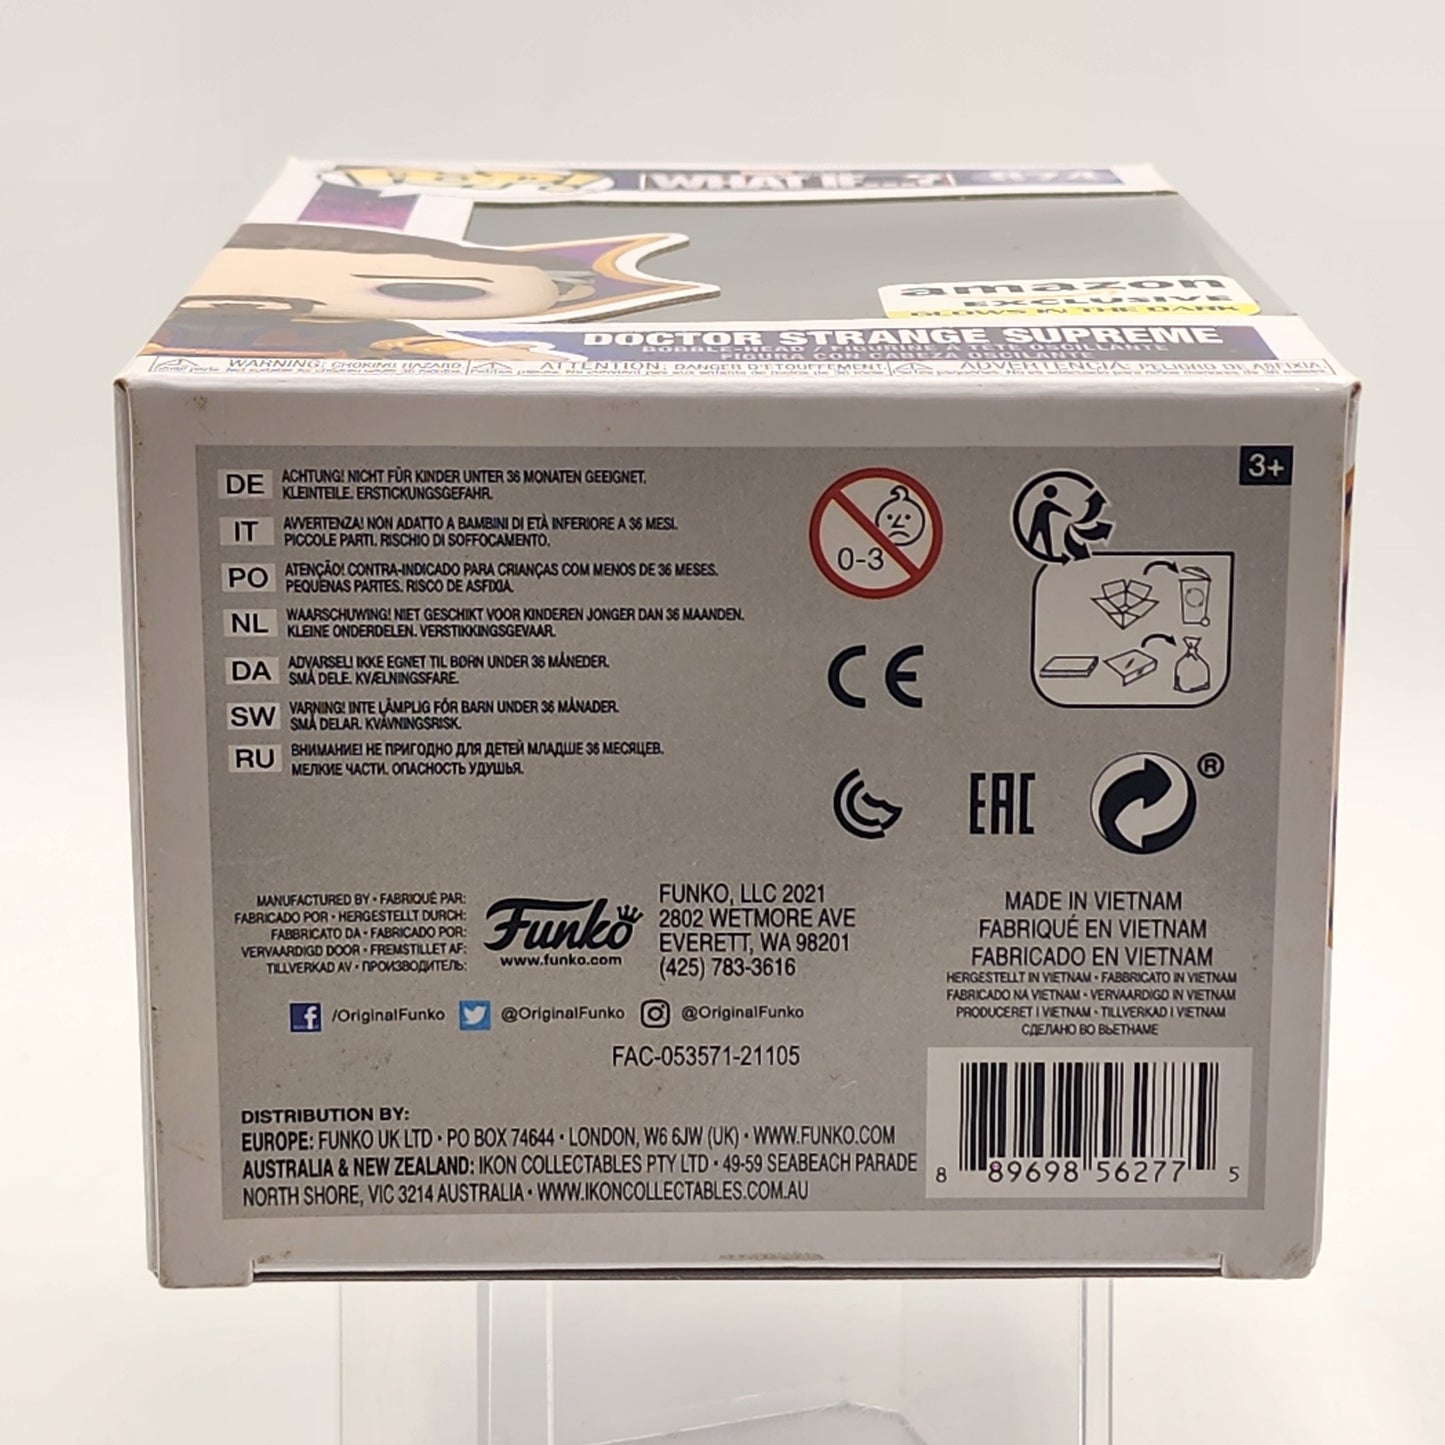 POP!
WHAT IF...? 874
amazon
EXCLUSIVE
GLOWS IN THE DARK
DOCTOR STRANGE SUPREME
BOBBLE-HEAD / FIGURINE À TÊTE OSCILANTE
FIGURA CON CABEZA OSCILANTE
WARNING: CHOKING HAZARD
ATTENTION: DANGER D'ÉTOUFFEMENT
ADVERTENCIA: PELIGRO DE ASFIXIA
3+
DE ACHTUNG! NICHT FÜR KINDER UNTER 36 MONATEN GEEIGNET.
KLEINTEILE. ERSTICKUNGSGEFAHR.
IT AVVERTENZA! NON ADATTO A BAMBINI DI ETÀ INFERIORE A 36 MESI.
PICCOLE PARTI. RISCHIO DI SOFFOCAMENTO.
PO ATENÇÃO! CONTRA-INDICADO PARA CRIANÇAS COM MENOS DE 36 MESES.
PEQUENAS PARTES. RISCO DE ASFIXIA.
NL WAARSCHUWING! NIET GESCHIKT VOOR KINDEREN JONGER DAN 36 MAANDEN.
KLEINE ONDERDELEN. VERSTIKKINGSGEVAAR.
DA ADVARSEL! IKKE EGNET TIL BØRN UNDER 36 MÅNEDER.
SMÅ DELE. KVÆLNINGSFARE.
SW VARNING! INTE LÄMPLIG FÖR BARN UNDER 36 MÅNADER.
SMÅ DELAR. KVÄVNINGSRISK.
RU ВНИМАНИЕ! НЕ ПРИГОДНО ДЛЯ ДЕТЕЙ МЛАДШЕ 36 МЕСЯЦЕВ.
МЕЛКИЕ ЧАСТИ. ОПАСНОСТЬ УДУШЬЯ.
0-3
CE
EAC
®
MANUFACTURED BY • FABRIQUÉ PAR:
FABRICADO POR • HERGESTELLT DURCH:
FABBRICATO DA • FABRICADO POR:
VERVAARDIGD DOOR • FREMSTILLET AF:
TILLVERKAD AV • ПРОИЗВОДИТЕЛЬ:
Funko
www.funko.com
FUNKO, LLC 2021
2802 WETMORE AVE
EVERETT, WA 98201
(425) 783-3616
/OriginalFunko @OriginalFunko @OriginalFunko
FAC-053571-21105
MADE IN VIETNAM
FABRIQUÉ EN VIETNAM
FABRICADO EN VIETNAM
HERGESTELLT IN VIETNAM • FABBRICATO IN VIETNAM
FABRICADO NA VIETNAM • VERVAARDIGD IN VIETNAM
PRODUCERET I VIETNAM • TILLVERKAD I VIETNAM
СДЕЛАНО ВО ВЬЕТНАМЕ
DISTRIBUTION BY:
EUROPE: FUNKO UK LTD • PO BOX 74644 • LONDON, W6 6JW (UK) • WWW.FUNKO.COM
AUSTRALIA & NEW ZEALAND: IKON COLLECTABLES PTY LTD • 49-59 SEABEACH PARADE
NORTH SHORE, VIC 3214 AUSTRALIA • WWW.IKONCOLLECTABLES.COM.AU
8 89698 56277 5